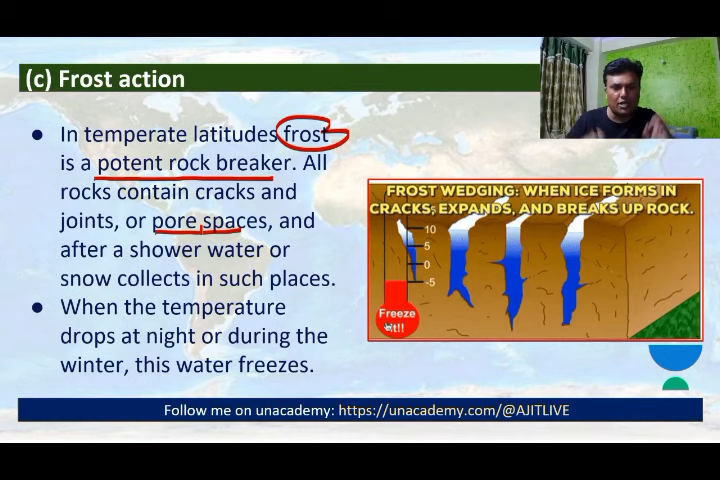 (c) Frost action
● In temperate latitudes frost
is a potent rock breaker. All
rocks contain cracks and
joints, or pore spaces, and
after a shower water or
snow collects in such places.
● When the temperature
drops at night or during the
winter, this water freezes.
FROST WEDGING: WHEN ICE FORMS IN
CRACKS, EXPANDS, AND BREAKS UP ROCK.
10
5
0
-5
Freeze
it!!
Follow me on unacademy: https://unacademy.com/@AJITLIVE